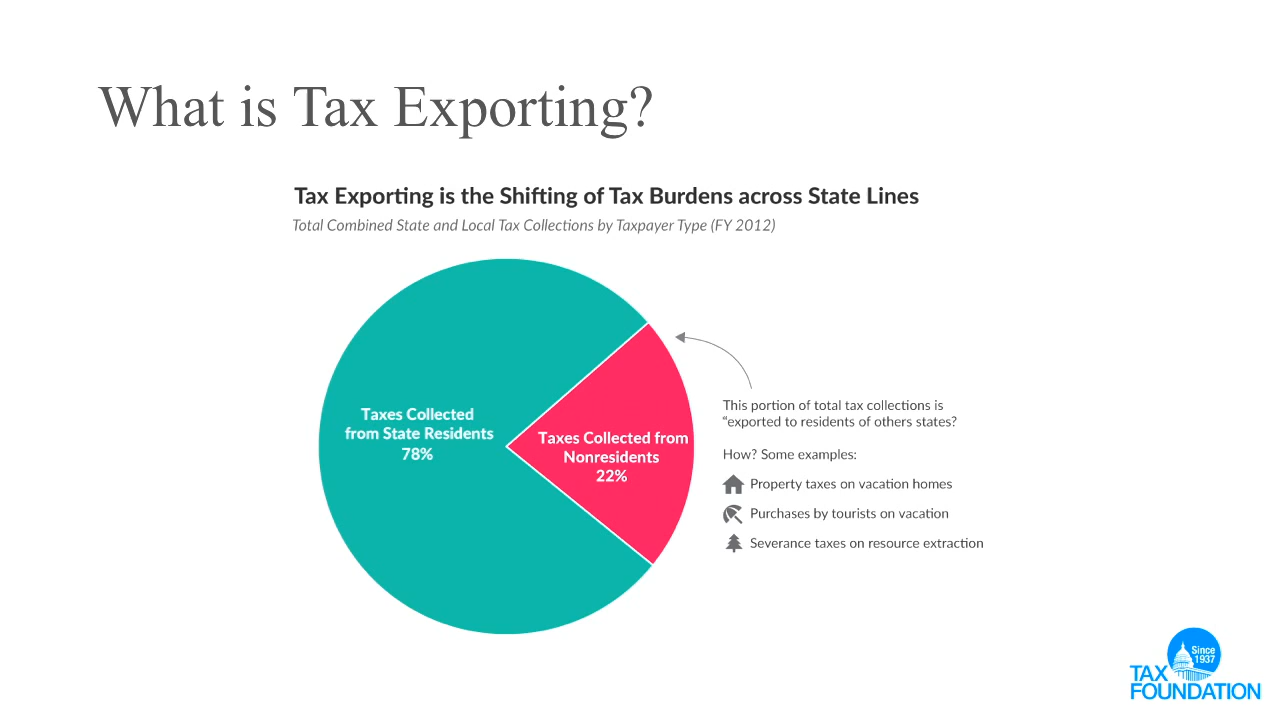 What is Tax Exporting?
Tax Exporting is the Shifting of Tax Burdens across State Lines
Total Combined State and Local Tax Collections by Taxpayer Type (FY 2012)
Taxes Collected
from State Residents
78%
Taxes Collected from
Nonresidents
22%
This portion of total tax collections is
“exported to residents of others states?
How? Some examples:
Property taxes on vacation homes
Purchases by tourists on vacation
Severance taxes on resource extraction
Since
1937
TAX
FOUNDATION